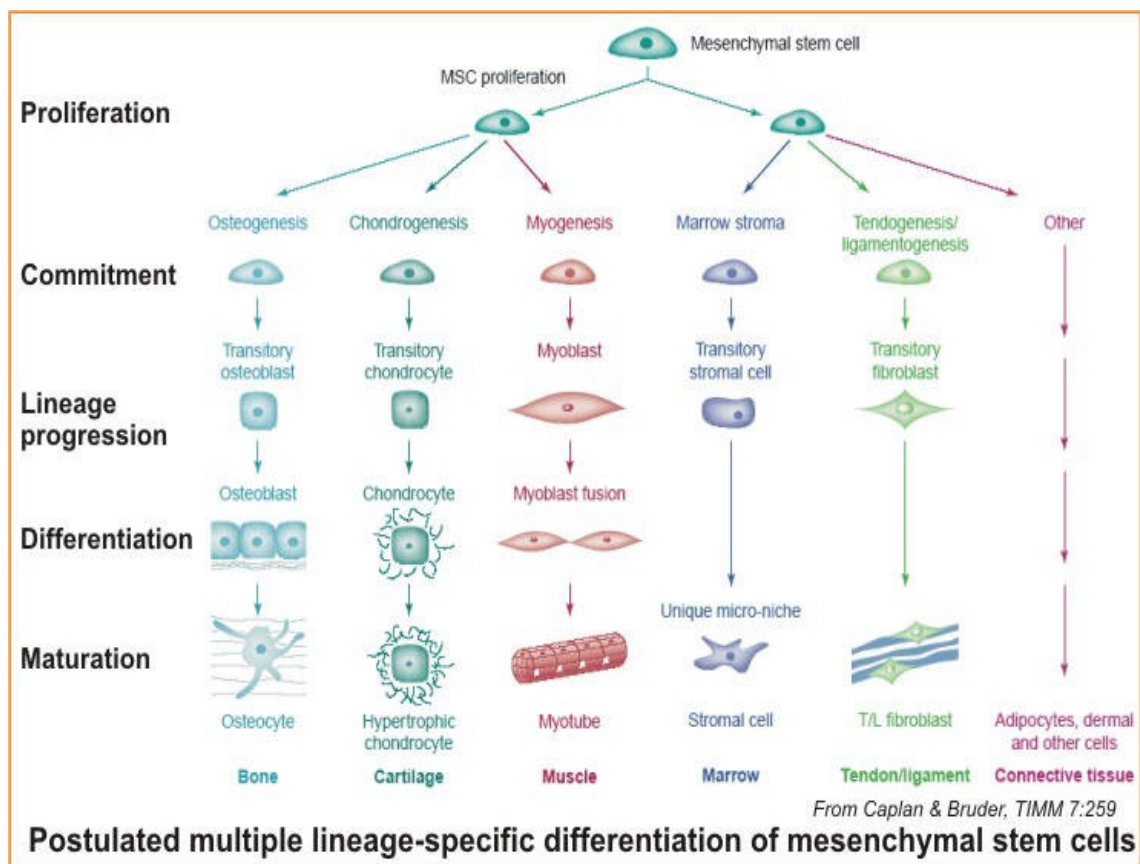 Mesenchymal stem cell
MSC proliferation
Proliferation
Osteogenesis
Chondrogenesis
Myogenesis
Marrow stroma
Tendogenesis/
ligamentogenesis
Other
Commitment
Transitory
osteoblast
Transitory
chondrocyte
Myoblast
Transitory
stromal cell
Transitory
fibroblast
Lineage
progression
Osteoblast
Chondrocyte
Myoblast fusion
Differentiation
Unique micro-niche
Maturation
Osteocyte
Hypertrophic
chondrocyte
Myotube
Stromal cell
T/L fibroblast
Adipocytes, dermal
and other cells
Bone
Cartilage
Muscle
Marrow
Tendon/ligament
Connective tissue
From Caplan & Bruder, TIMM 7:259
Postulated multiple lineage-specific differentiation of mesenchymal stem cells